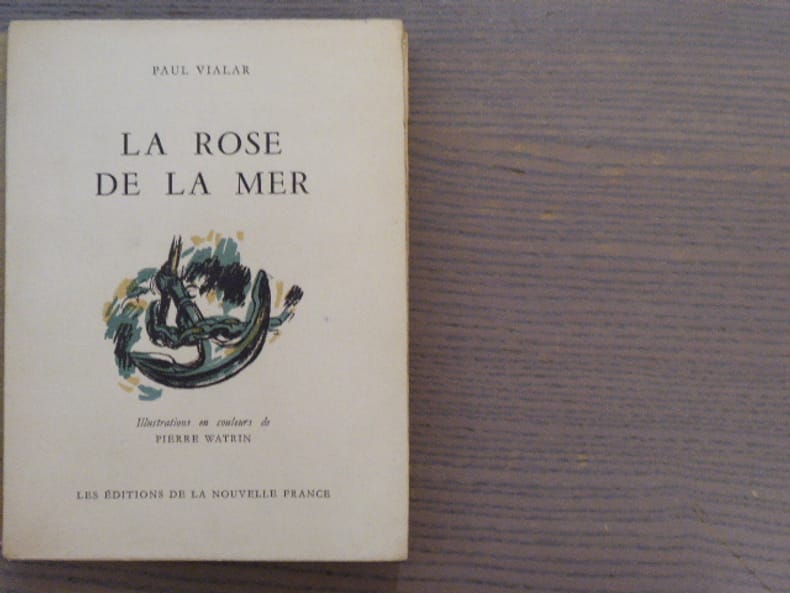 PAUL VIALAR
LA ROSE
DE LA MER
Illustrations en couleurs de
PIERRE WATRIN
LES ÉDITIONS DE LA NOUVELLE FRANCE